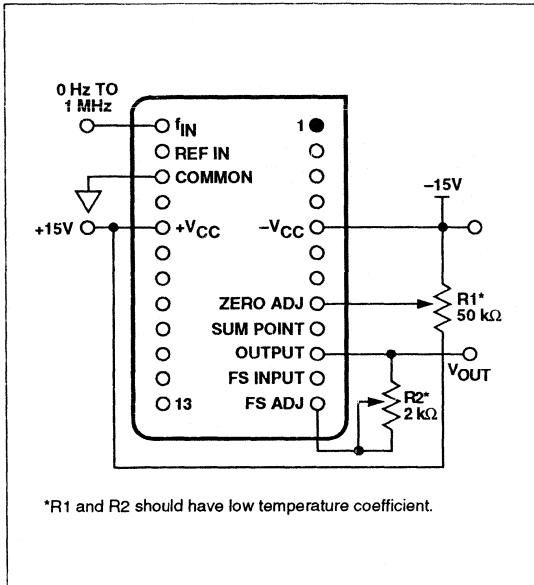 0 Hz TO
1 MHz
fIN
1
REF IN
COMMON
–15V
+15V
+VCC
–VCC
ZERO ADJ
R1*
50 kΩ
SUM POINT
OUTPUT
VOUT
FS INPUT
R2*
2 kΩ
13
FS ADJ
*R1 and R2 should have low temperature coefficient.